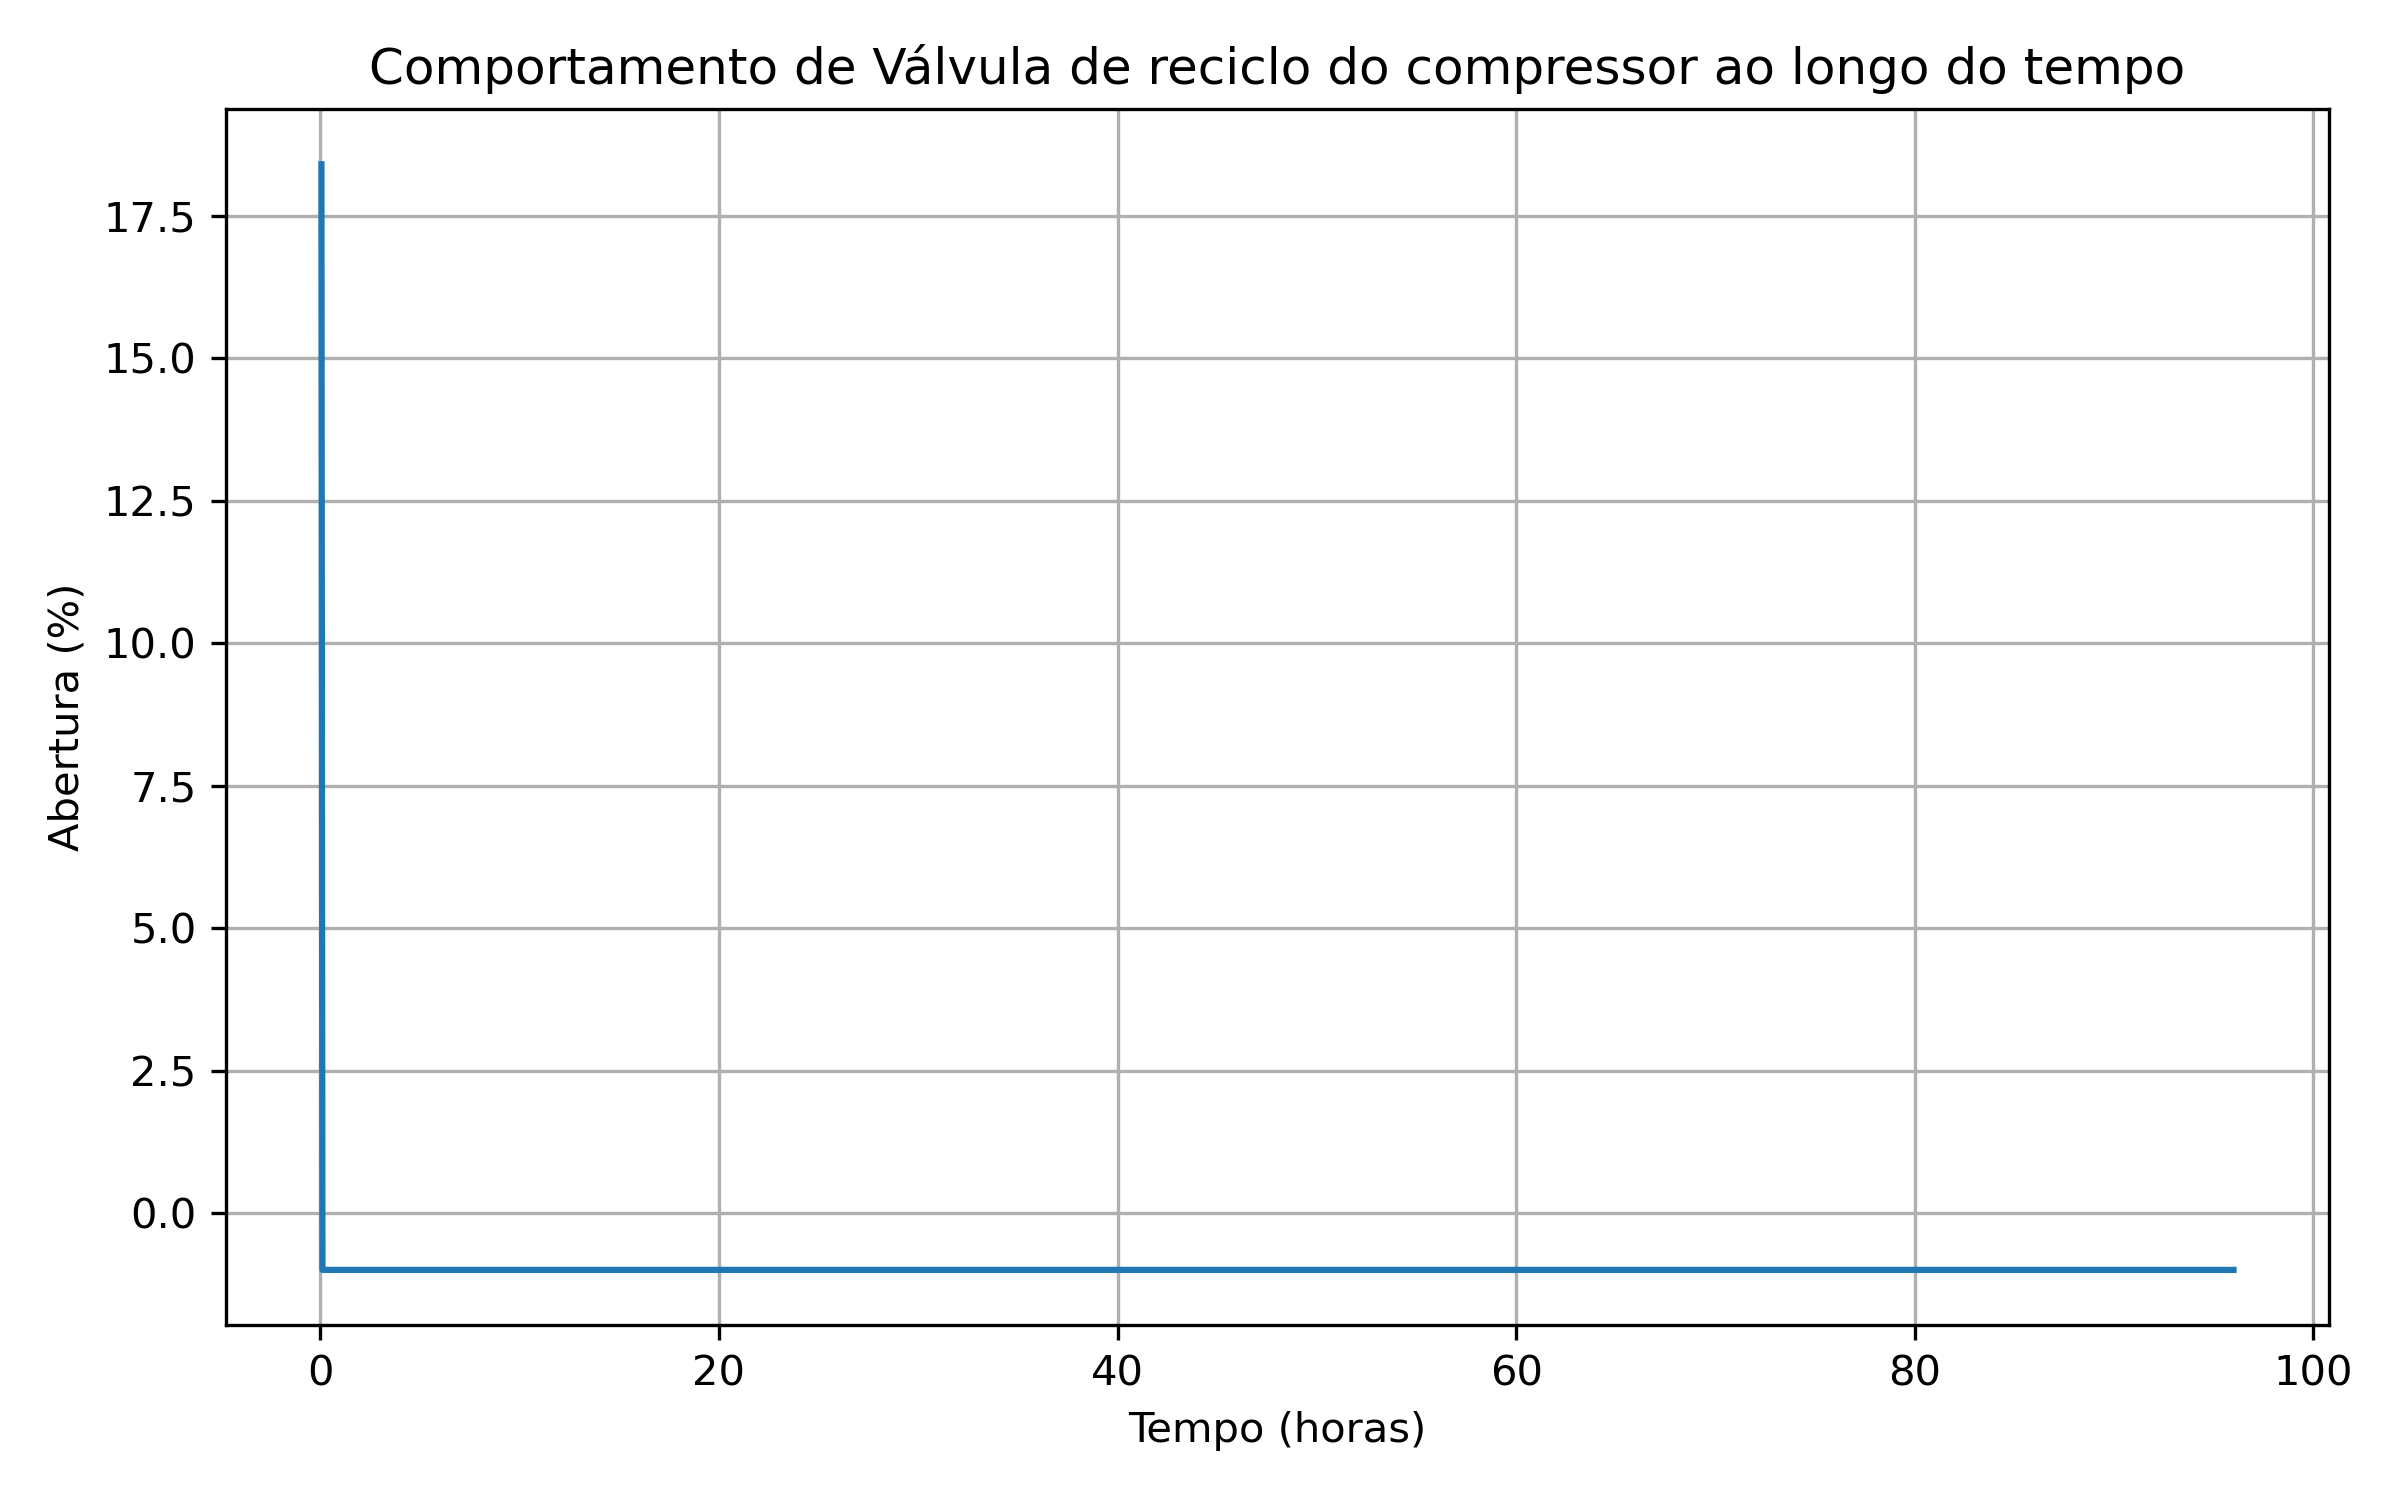 Comportamento de Válvula de reciclo do compressor ao longo do tempo
17.5
15.0
12.5
10.0
7.5
5.0
2.5
0.0
Abertura (%)
0 20 40 60 80 100
Tempo (horas)